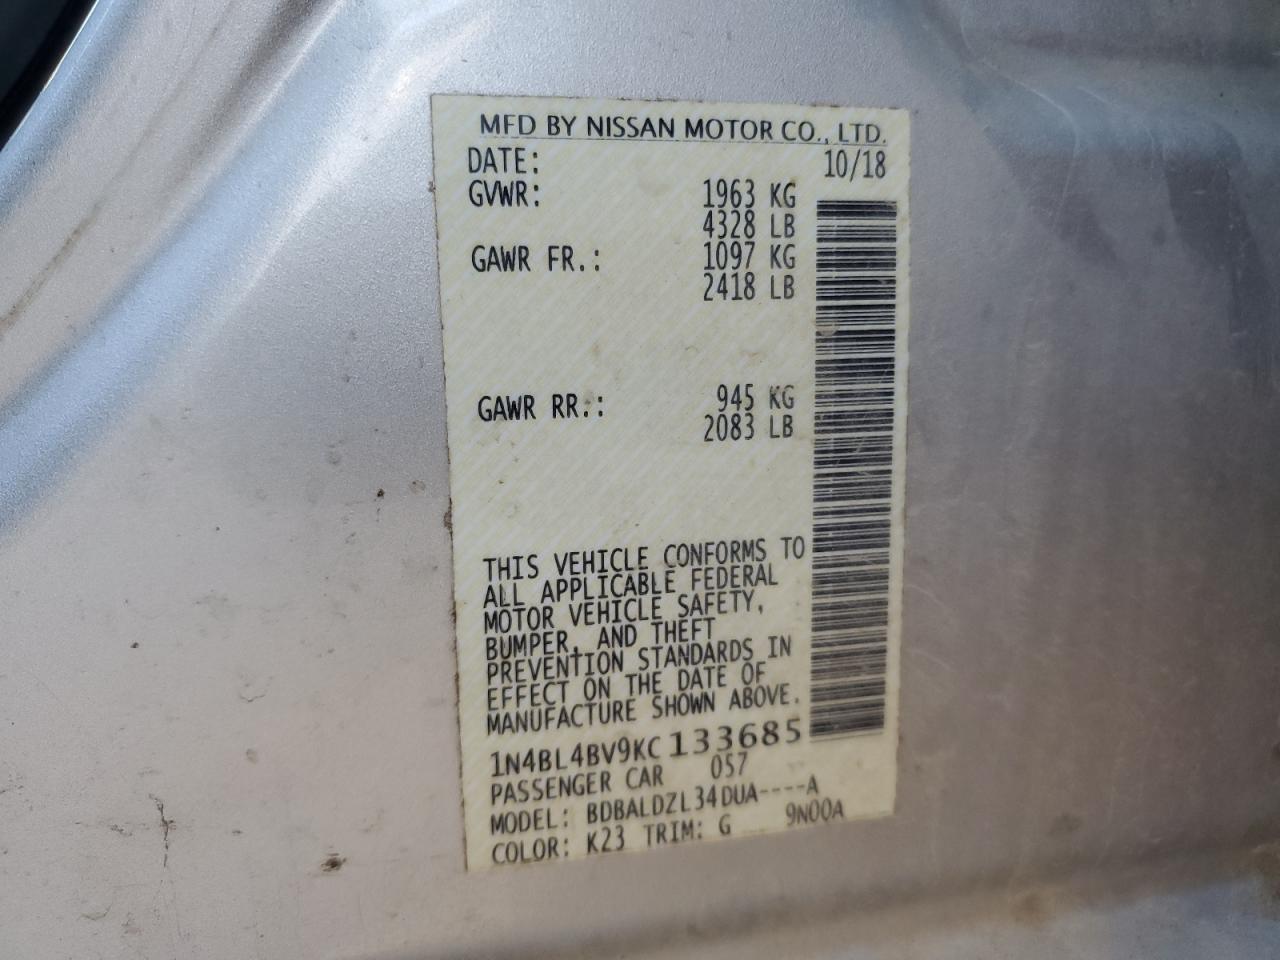 MFD BY NISSAN MOTOR CO., LTD.
DATE: 10/18
GVWR: 1963 KG
4328 LB
GAWR FR.: 1097 KG
2418 LB
GAWR RR.: 945 KG
2083 LB
THIS VEHICLE CONFORMS TO
ALL APPLICABLE FEDERAL
MOTOR VEHICLE SAFETY,
BUMPER, AND THEFT
PREVENTION STANDARDS IN
EFFECT ON THE DATE OF
MANUFACTURE SHOWN ABOVE.
1N4BL4BV9KC133685
PASSENGER CAR 057
MODEL: BDBALDZL34DUA----A
COLOR: K23 TRIM: G 9N00A